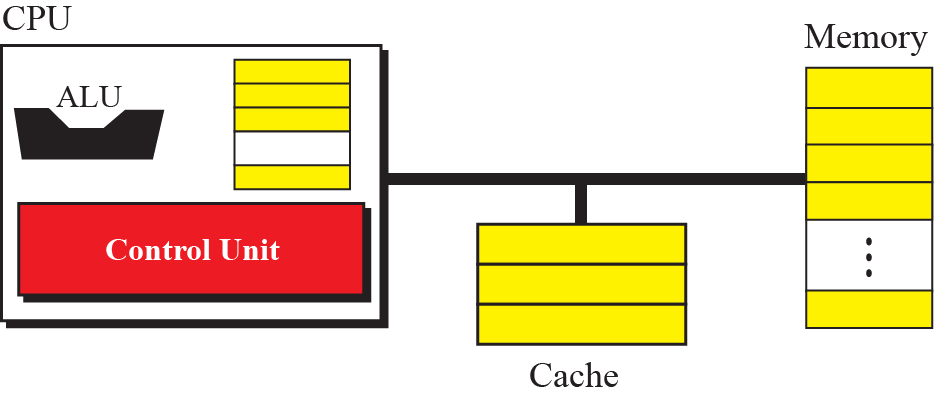 CPU
Memory
ALU
Control Unit
Cache